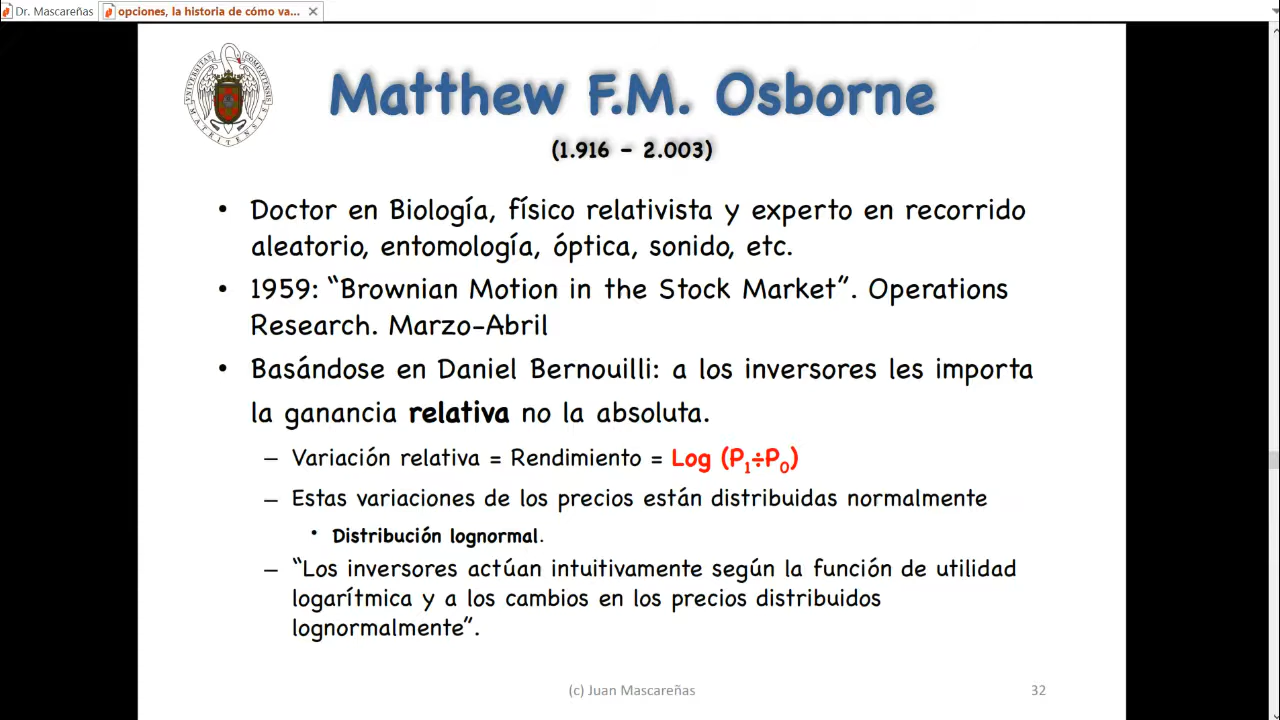 Dr. Mascareñas
opciones, la historia de cómo va...
Matthew F.M. Osborne
(1.916 – 2.003)
• Doctor en Biología, físico relativista y experto en recorrido
aleatorio, entomología, óptica, sonido, etc.
• 1959: “Brownian Motion in the Stock Market”. Operations
Research. Marzo-Abril
• Basándose en Daniel Bernouilli: a los inversores les importa
la ganancia relativa no la absoluta.
– Variación relativa = Rendimiento = Log (P1÷P0)
– Estas variaciones de los precios están distribuidas normalmente
• Distribución lognormal.
– “Los inversores actúan intuitivamente según la función de utilidad
logarítmica y a los cambios en los precios distribuidos
lognormalmente”.
(c) Juan Mascareñas
32